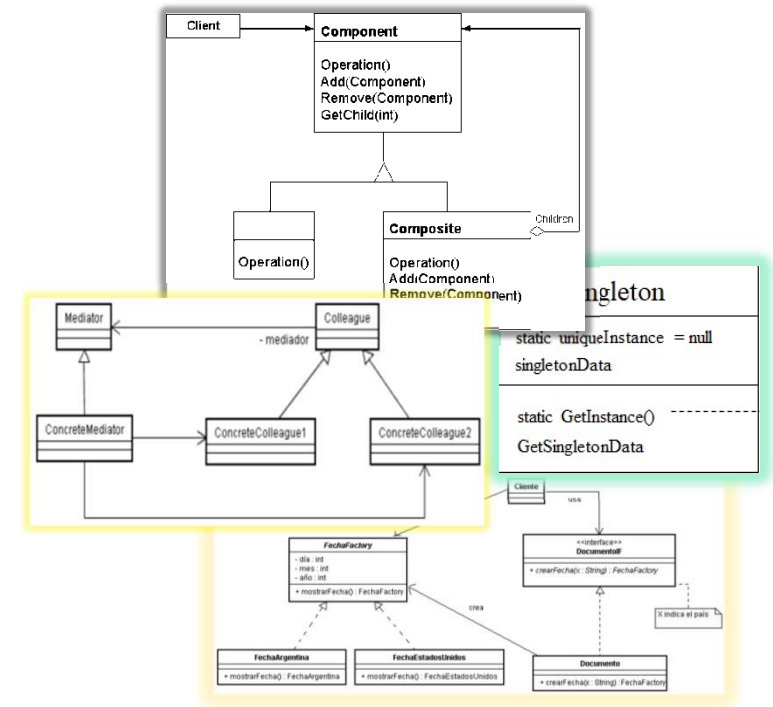 Client
Component
Operation()
Add(Component)
Remove(Component)
GetChild(int)
Operation()
Composite
Children
Operation()
Add(Component)
Remove(Component)
ngleton
static uniqueInstance = null
singletonData
static GetInstance()
GetSingletonData
Mediator
Colleague
- mediador
ConcreteMediator
ConcreteColleague1
ConcreteColleague2
Cliente
usa
FechaFactory
- día : int
- mes : int
- año : int
+ mostrarFecha() : FechaFactory
<<interface>>
DocumentoIF
+ crearFecha(x : String) : FechaFactory
X indica el país
crea
FechaArgentina
+ mostrarFecha() : FechaArgentina
FechaEstadosUnidos
+ mostrarFecha() : FechaEstadosUnidos
Documento
+ crearFecha(x : String) : FechaFactory